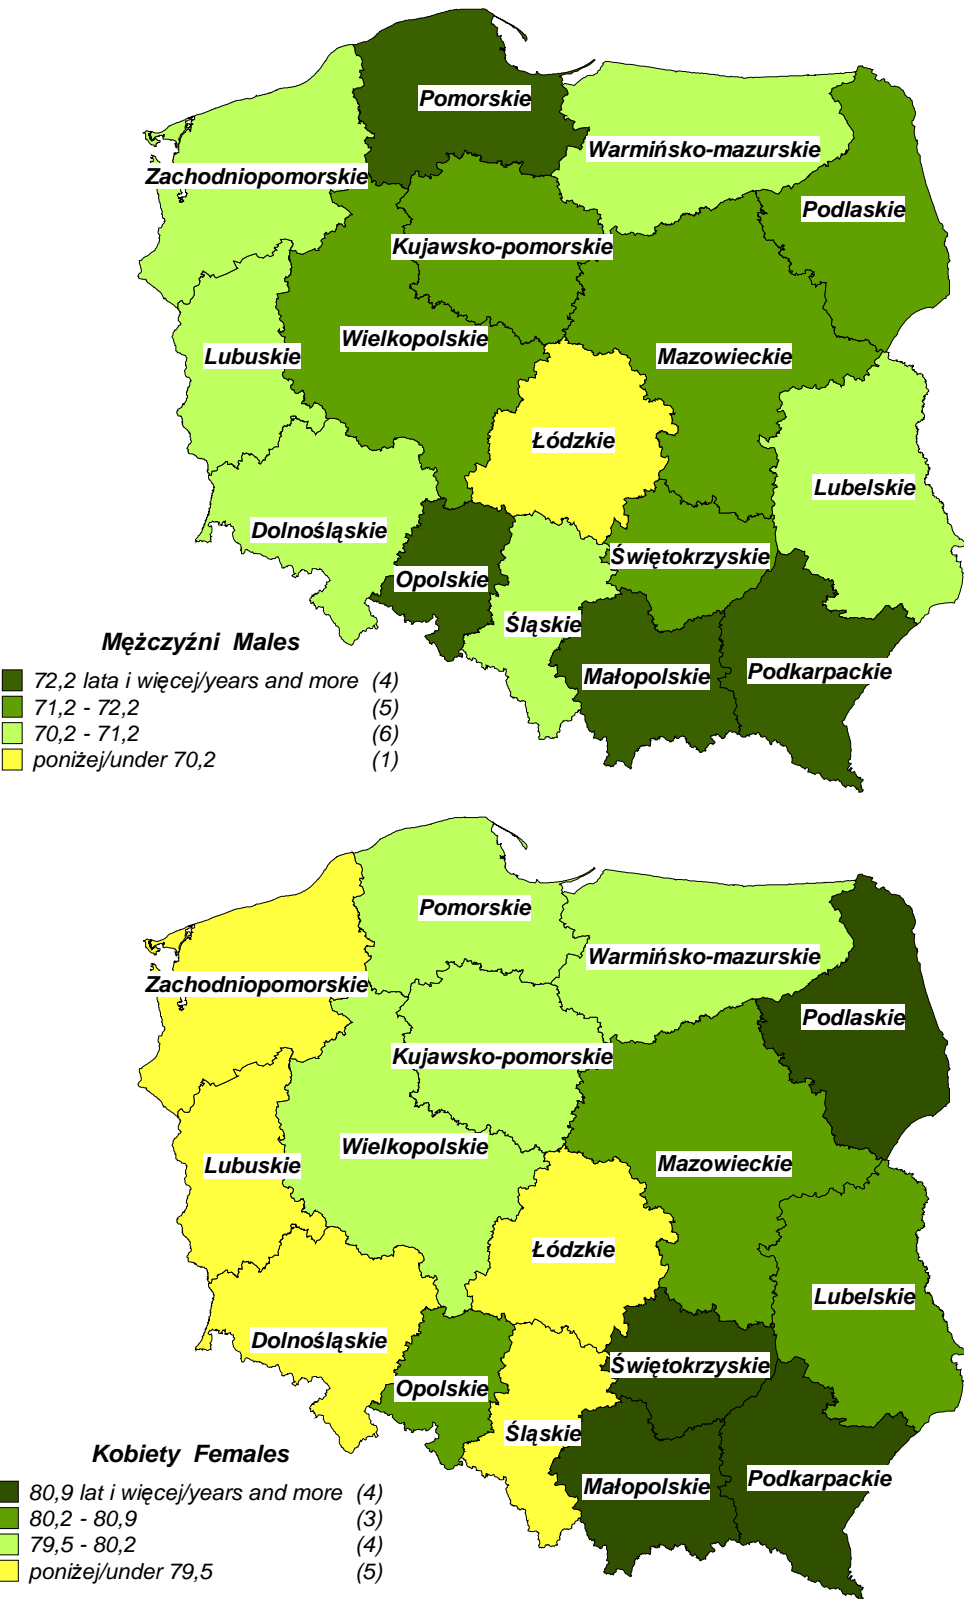 Pomorskie
Warmińsko-mazurskie
Zachodniopomorskie
Podlaskie
Kujawsko-pomorskie
Wielkopolskie
Lubuskie
Mazowieckie
Łódzkie
Lubelskie
Dolnośląskie
Świętokrzyskie
Opolskie
Śląskie
Małopolskie
Podkarpackie
Mężczyźni Males
72,2 lata i więcej/years and more (4)
71,2 - 72,2 (5)
70,2 - 71,2 (6)
poniżej/under 70,2 (1)
Pomorskie
Warmińsko-mazurskie
Zachodniopomorskie
Podlaskie
Kujawsko-pomorskie
Wielkopolskie
Lubuskie
Mazowieckie
Łódzkie
Lubelskie
Dolnośląskie
Świętokrzyskie
Opolskie
Śląskie
Małopolskie
Podkarpackie
Kobiety Females
80,9 lat i więcej/years and more (4)
80,2 - 80,9 (3)
79,5 - 80,2 (4)
poniżej/under 79,5 (5)